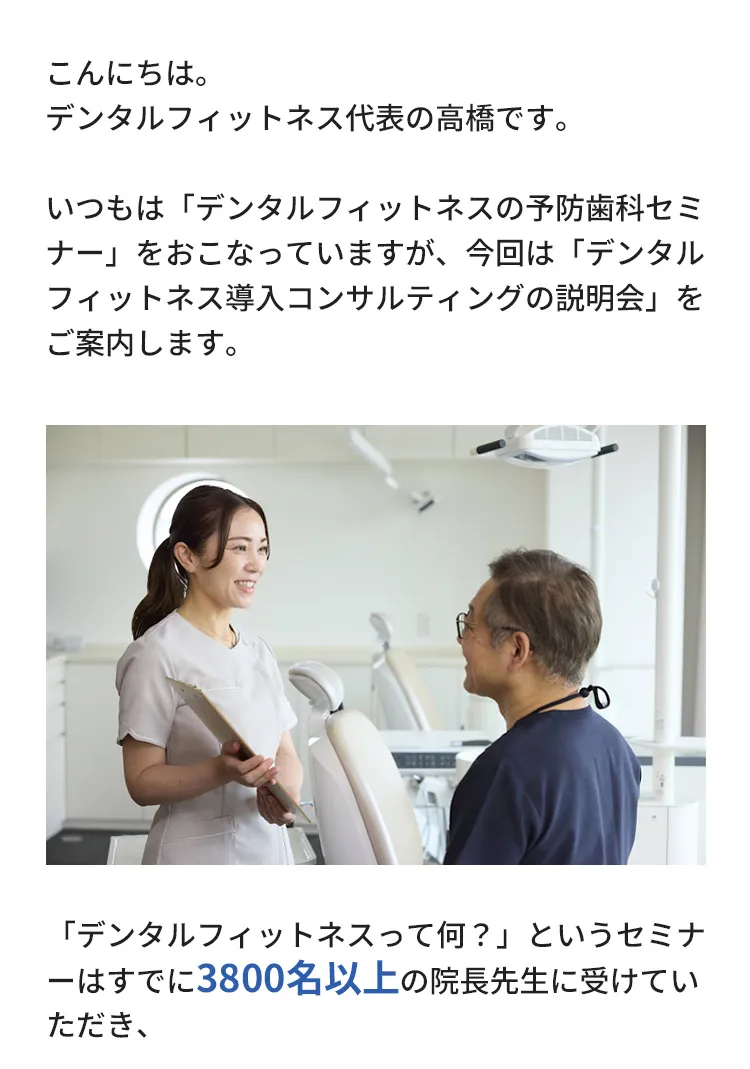 こんにちは。
デンタルフィットネス代表の高橋です。
いつもは「デンタルフィットネスの予防歯科セミ
ナー」をおこなっていますが、今回は「デンタル
フィットネス導入コンサルティングの説明会」を
ご案内します。
「デンタルフィットネスって何？」というセミナ
ーはすでに3800名以上の院長先生に受けてい
ただき、